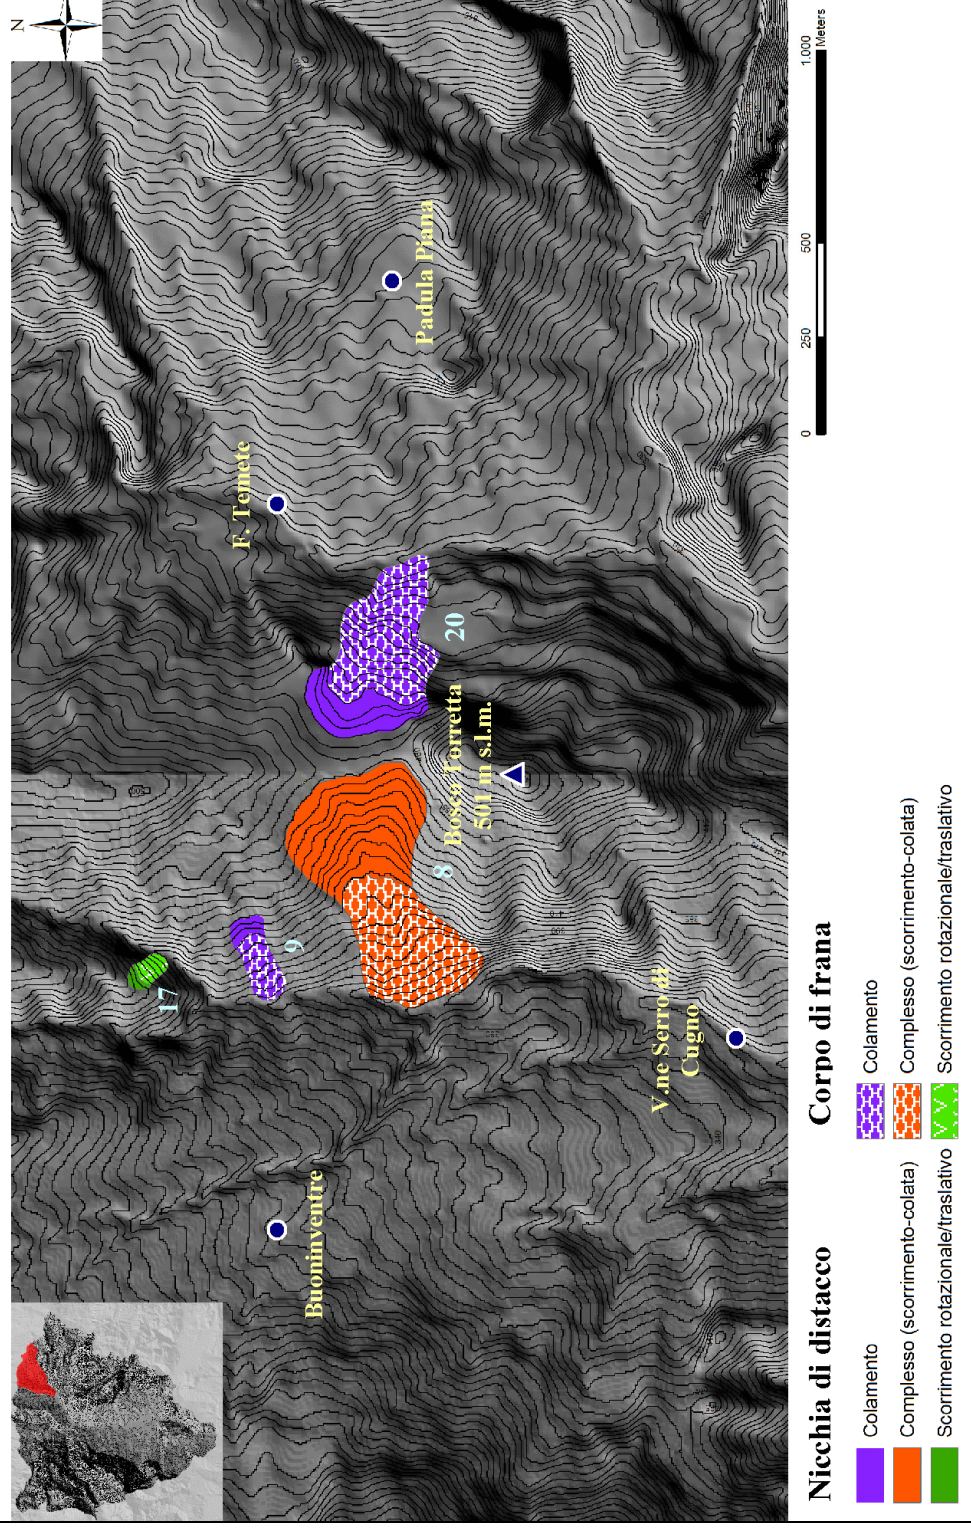 N
Buoninventre
17
9
8
20
F. Temete
Padula Piana
Bosco Torretta
501 m s.l.m.
V.ne Serro di
Cugno
Nicchia di distacco
Colamento
Complesso (scorrimento-colata)
Scorrimento rotazionale/traslativo
Corpo di frana
Colamento
Complesso (scorrimento-colata)
Scorrimento rotazionale/traslativo
0 250 500 1.000
Meters